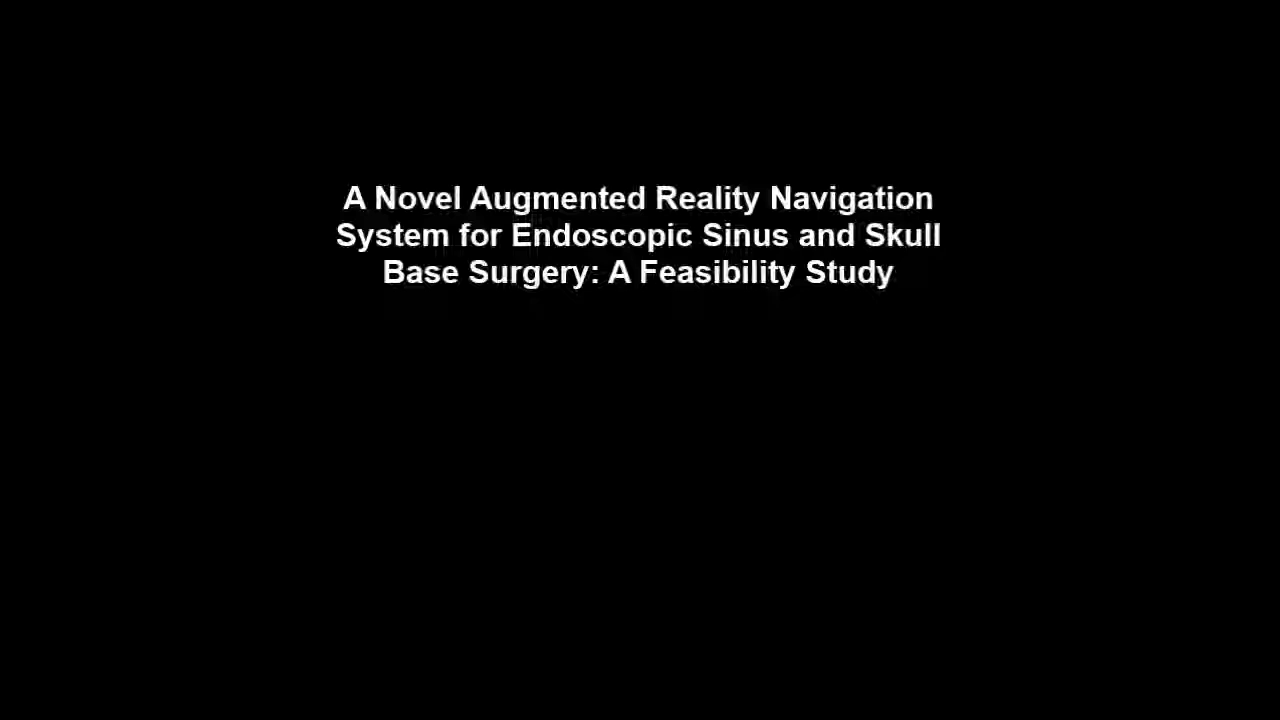 A Novel Augmented Reality Navigation
System for Endoscopic Sinus and Skull
Base Surgery: A Feasibility Study